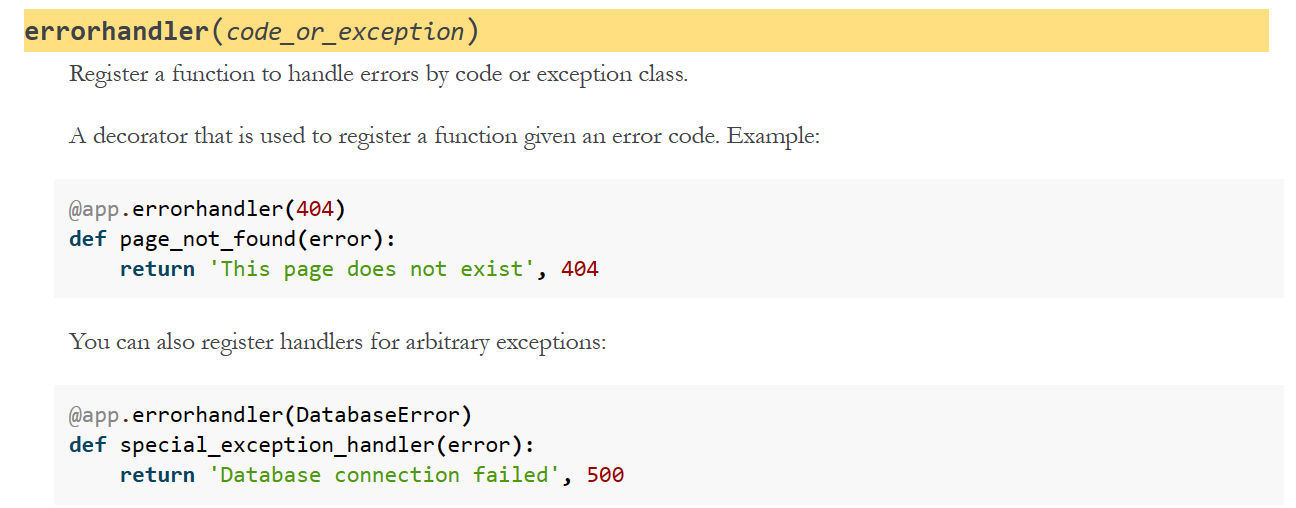 errorhandler(code_or_exception)
Register a function to handle errors by code or exception class.
A decorator that is used to register a function given an error code. Example:
@app.errorhandler(404)
def page_not_found(error):
    return 'This page does not exist', 404
You can also register handlers for arbitrary exceptions:
@app.errorhandler(DatabaseError)
def special_exception_handler(error):
    return 'Database connection failed', 500